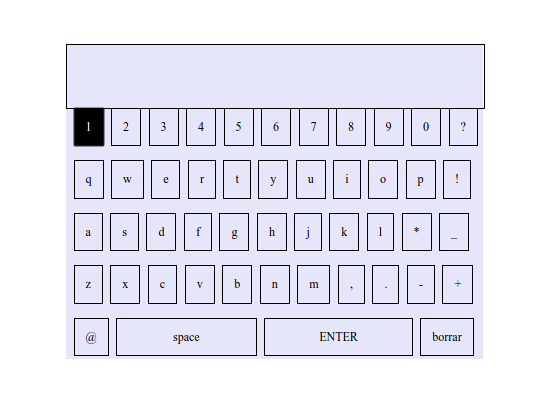 1 2 3 4 5 6 7 8 9 0 ?
q w e r t y u i o p !
a s d f g h j k l * _
z x c v b n m , . - +
@ space ENTER borrar